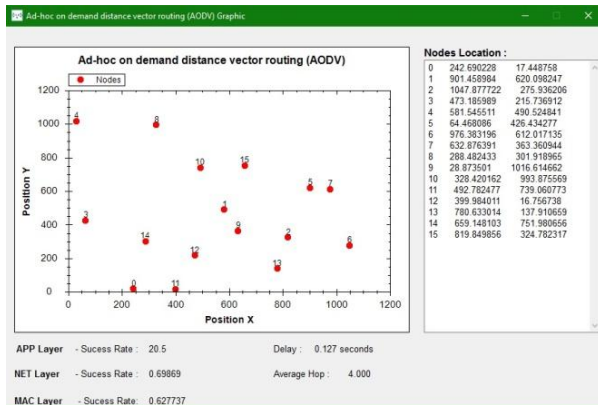 Ad-hoc on demand distance vector routing (AODV) Graphic
Ad-hoc on demand distance vector routing (AODV)
Nodes
Position Y
1200
1000
800
600
400
200
0
4
8
10
15
5
7
1
3
9
2
14
6
12
13
0
11
0 200 400 600 800 1000 1200
Position X
Nodes Location :
0 242.690228 17.448758
1 901.458984 620.098247
2 1047.877722 275.936206
3 473.185989 215.736912
4 581.545511 490.524841
5 64.468086 426.434277
6 976.383196 612.017135
7 632.876391 363.360944
8 288.482433 301.918965
9 28.873501 1016.614662
10 328.420162 993.875569
11 492.782477 739.060773
12 399.984011 16.756738
13 780.633014 137.910659
14 659.148103 751.980656
15 819.849856 324.782317
APP Layer - Sucess Rate : 20.5 Delay : 0.127 seconds
NET Layer - Sucess Rate : 0.69869 Average Hop : 4.000
MAC Layer - Sucess Rate: 0.627737